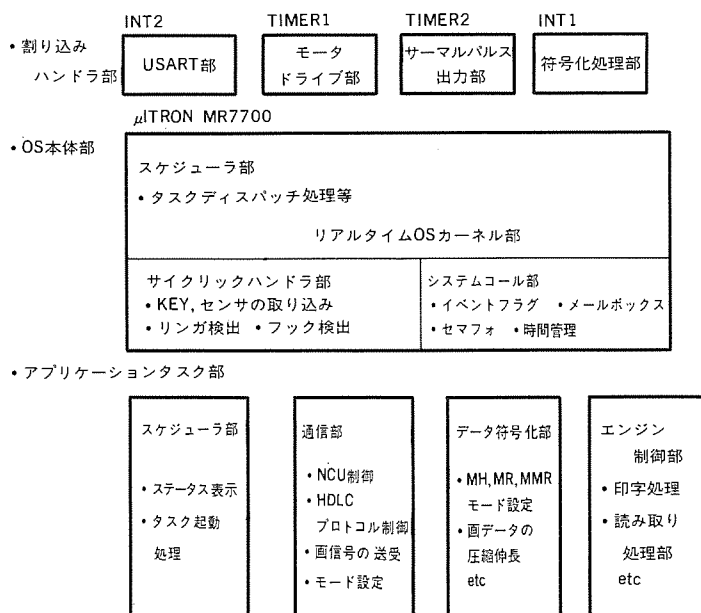 INT2
TIMER1
TIMER2
INT1
• 割り込み
ハンドラ部
USART部
モータ
ドライブ部
サーマルパルス
出力部
符号化処理部
μITRON MR7700
• OS本体部
スケジューラ部
• タスクディスパッチ処理等
リアルタイムOSカーネル部
サイクリックハンドラ部
• KEY, センサの取り込み
• リンガ検出 • フック検出
システムコール部
• イベントフラグ • メールボックス
• セマフォ • 時間管理
• アプリケーションタスク部
スケジューラ部
• ステータス表示
• タスク起動
処理
通信部
• NCU制御
• HDLC
プロトコル制御
• 画信号の送受
• モード設定
データ符号化部
• MH, MR, MMR
モード設定
• 画データの
圧縮伸長
etc
エンジン
制御部
• 印字処理
• 読み取り
処理部
etc